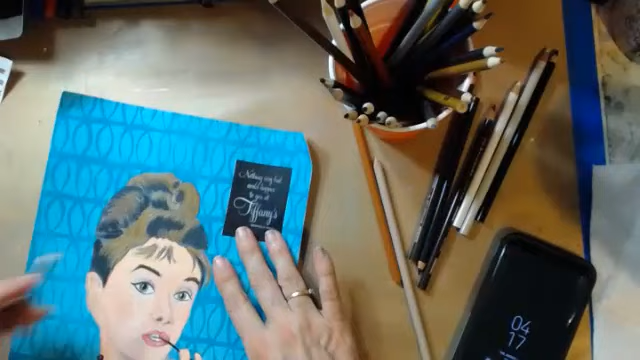 Nothing very bad
could happen
to you at
Tiffany's
04
17